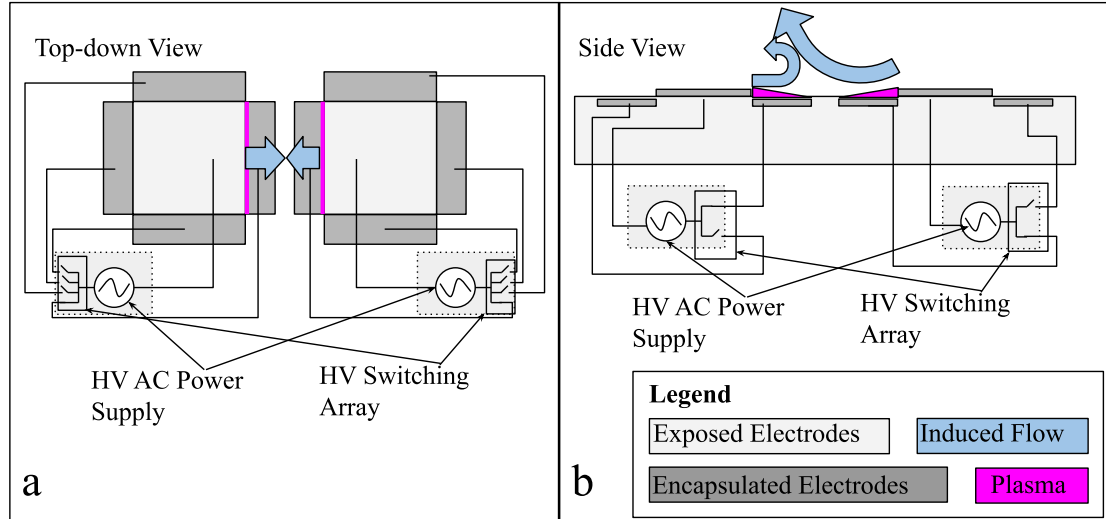 Top-down View
HV AC Power
Supply
HV Switching
Array
a
Side View
HV AC Power
Supply
HV Switching
Array
b
Legend
Exposed Electrodes
Induced Flow
Encapsulated Electrodes
Plasma